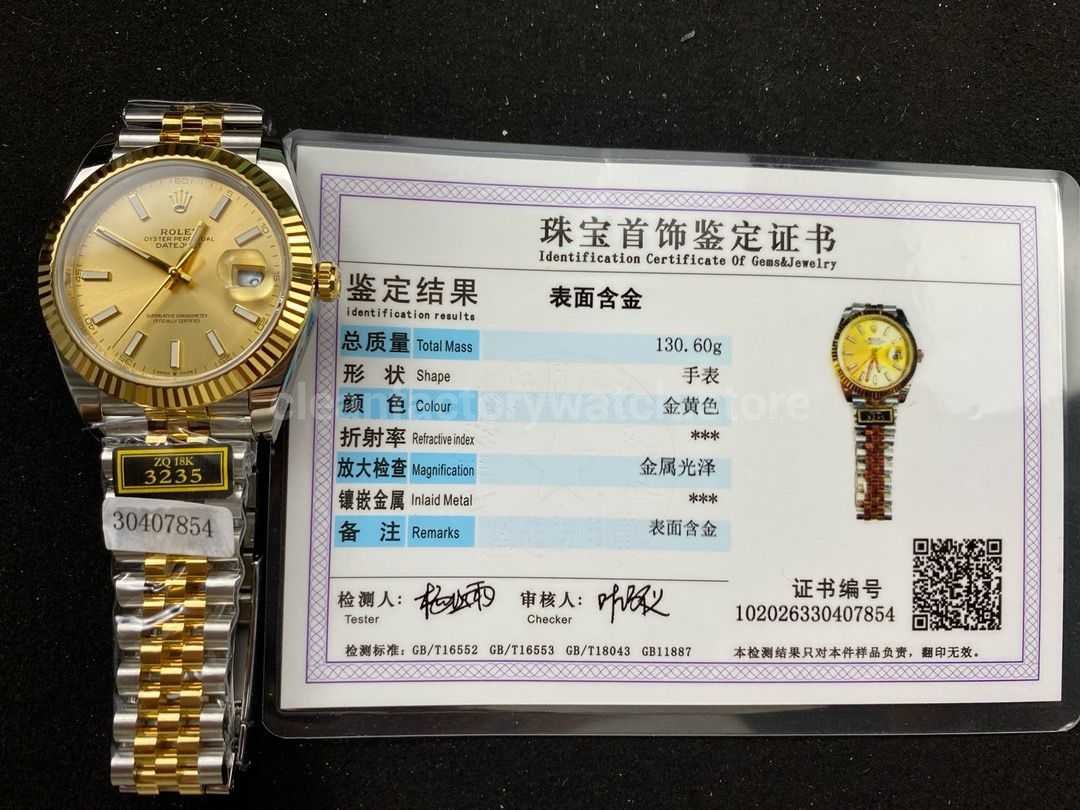 ROLEX
OYSTER PERPETUAL
DATEJUST
SUPERLATIVE CHRONOMETER
OFFICIALLY CERTIFIED
ZQ 18K
3235
30407854
珠宝首饰鉴定证书
Identification Certificate Of Gems&Jewelry
鉴定结果 表面含金
identification results
总质量 Total Mass 130.60g
形 状 Shape 手表
颜 色 Colour 金黄色
cleanfactorywatch.store
折射率 Refractive index ***
放大检查 Magnification 金属光泽
镶嵌金属 Inlaid Metal ***
备 注 Remarks 表面含金
检测人: 审核人:
Tester Checker
证书编号
102026330407854
检测标准: GB/T16552 GB/T16553 GB/T18043 GB11887 本检测结果只对本件样品负责，翻印无效。